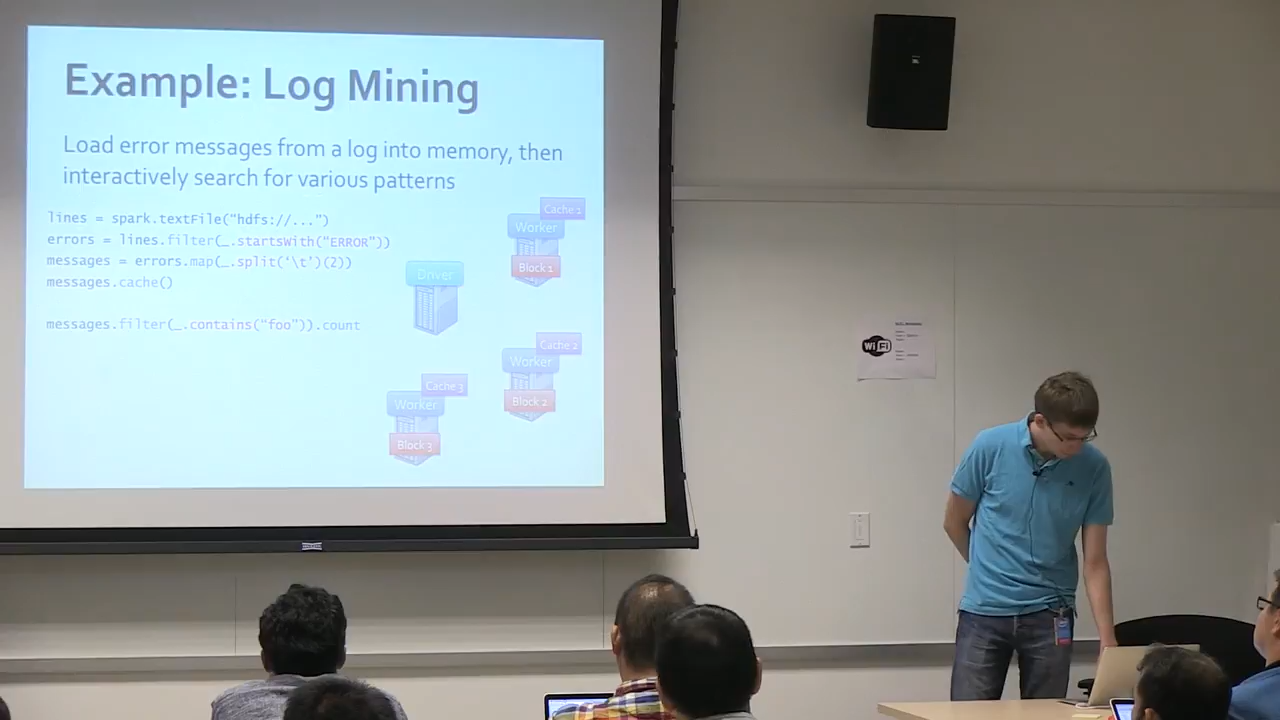 Example: Log Mining
Load error messages from a log into memory, then
interactively search for various patterns
lines = spark.textFile("hdfs://...")
errors = lines.filter(_.startsWith("ERROR"))
messages = errors.map(_.split('\t')(2))
messages.cache()
messages.filter(_.contains("foo")).count
Cache 1
Worker
Block 1
Driver
Cache 2
Worker
Block 2
Cache 3
Worker
Block 3
WiFi
JBL